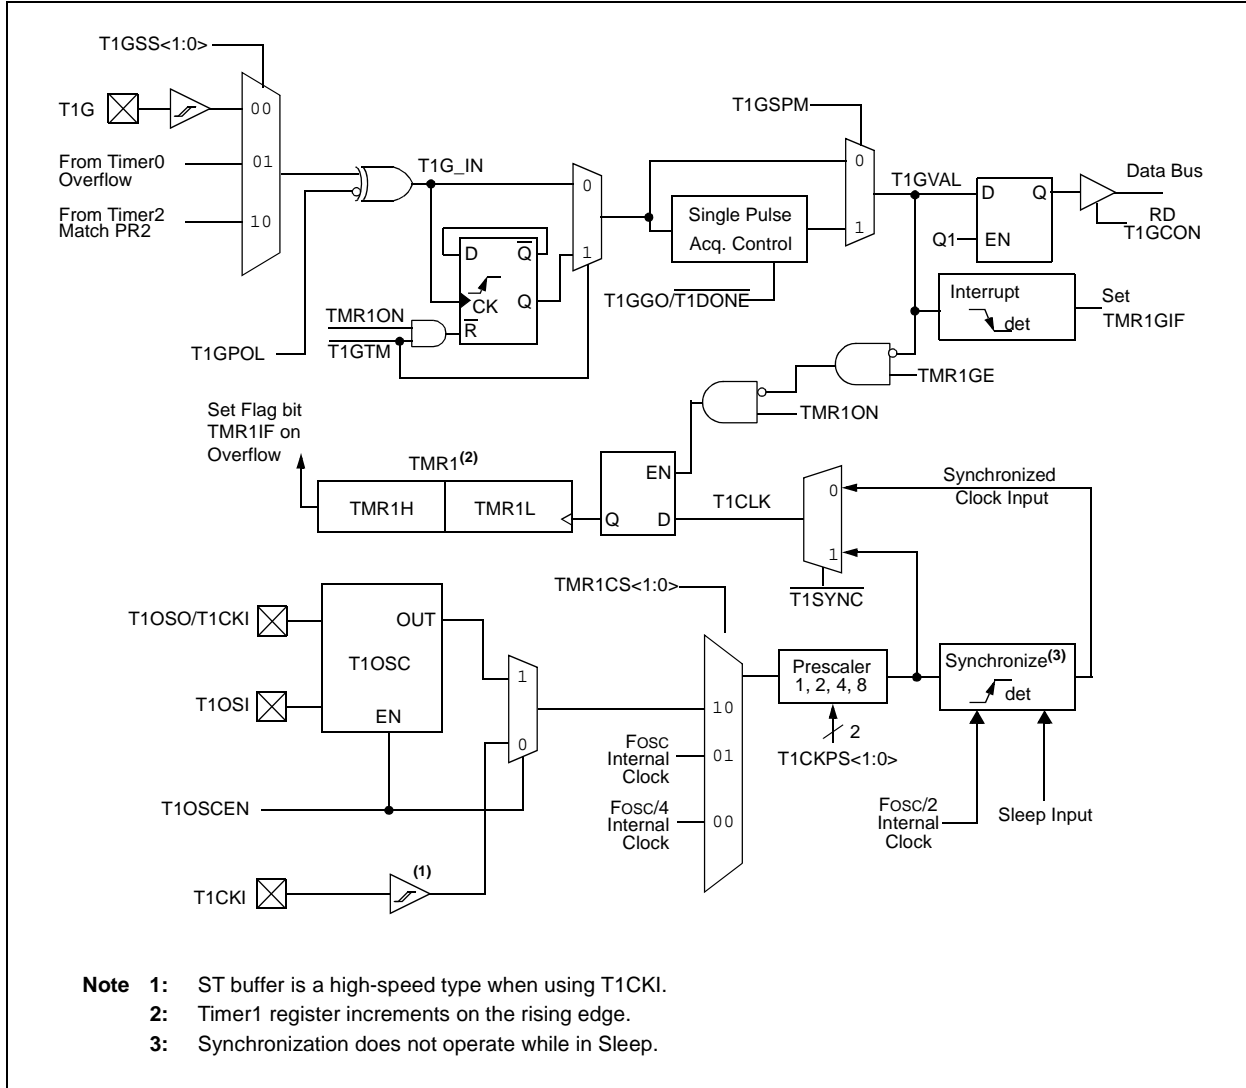 T1GSS<1:0>
T1G
00
T1GSPM
From Timer0
Overflow
01
T1G_IN
0
0
T1GVAL
D
Q
Data Bus
From Timer2
Match PR2
10
Single Pulse
Acq. Control
1
RD
T1GCON
Q1
EN
D
Q
1
CK
Q
T1GGO/T1DONE
Interrupt
det
Set
TMR1GIF
TMR1ON
R
T1GPOL
T1GTM
TMR1GE
Set Flag bit
TMR1IF on
Overflow
TMR1ON
TMR1(2)
EN
Synchronized
Clock Input
0
TMR1H
TMR1L
Q
D
T1CLK
1
TMR1CS<1:0>
T1SYNC
T1OSO/T1CKI
OUT
T1OSC
1
Prescaler
1, 2, 4, 8
Synchronize(3)
det
T1OSI
EN
10
0
2
FOSC
Internal
Clock
01
T1CKPS<1:0>
T1OSCEN
FOSC/4
Internal
Clock
00
FOSC/2
Internal
Clock
Sleep Input
(1)
T1CKI
Note 1: ST buffer is a high-speed type when using T1CKI.
2: Timer1 register increments on the rising edge.
3: Synchronization does not operate while in Sleep.